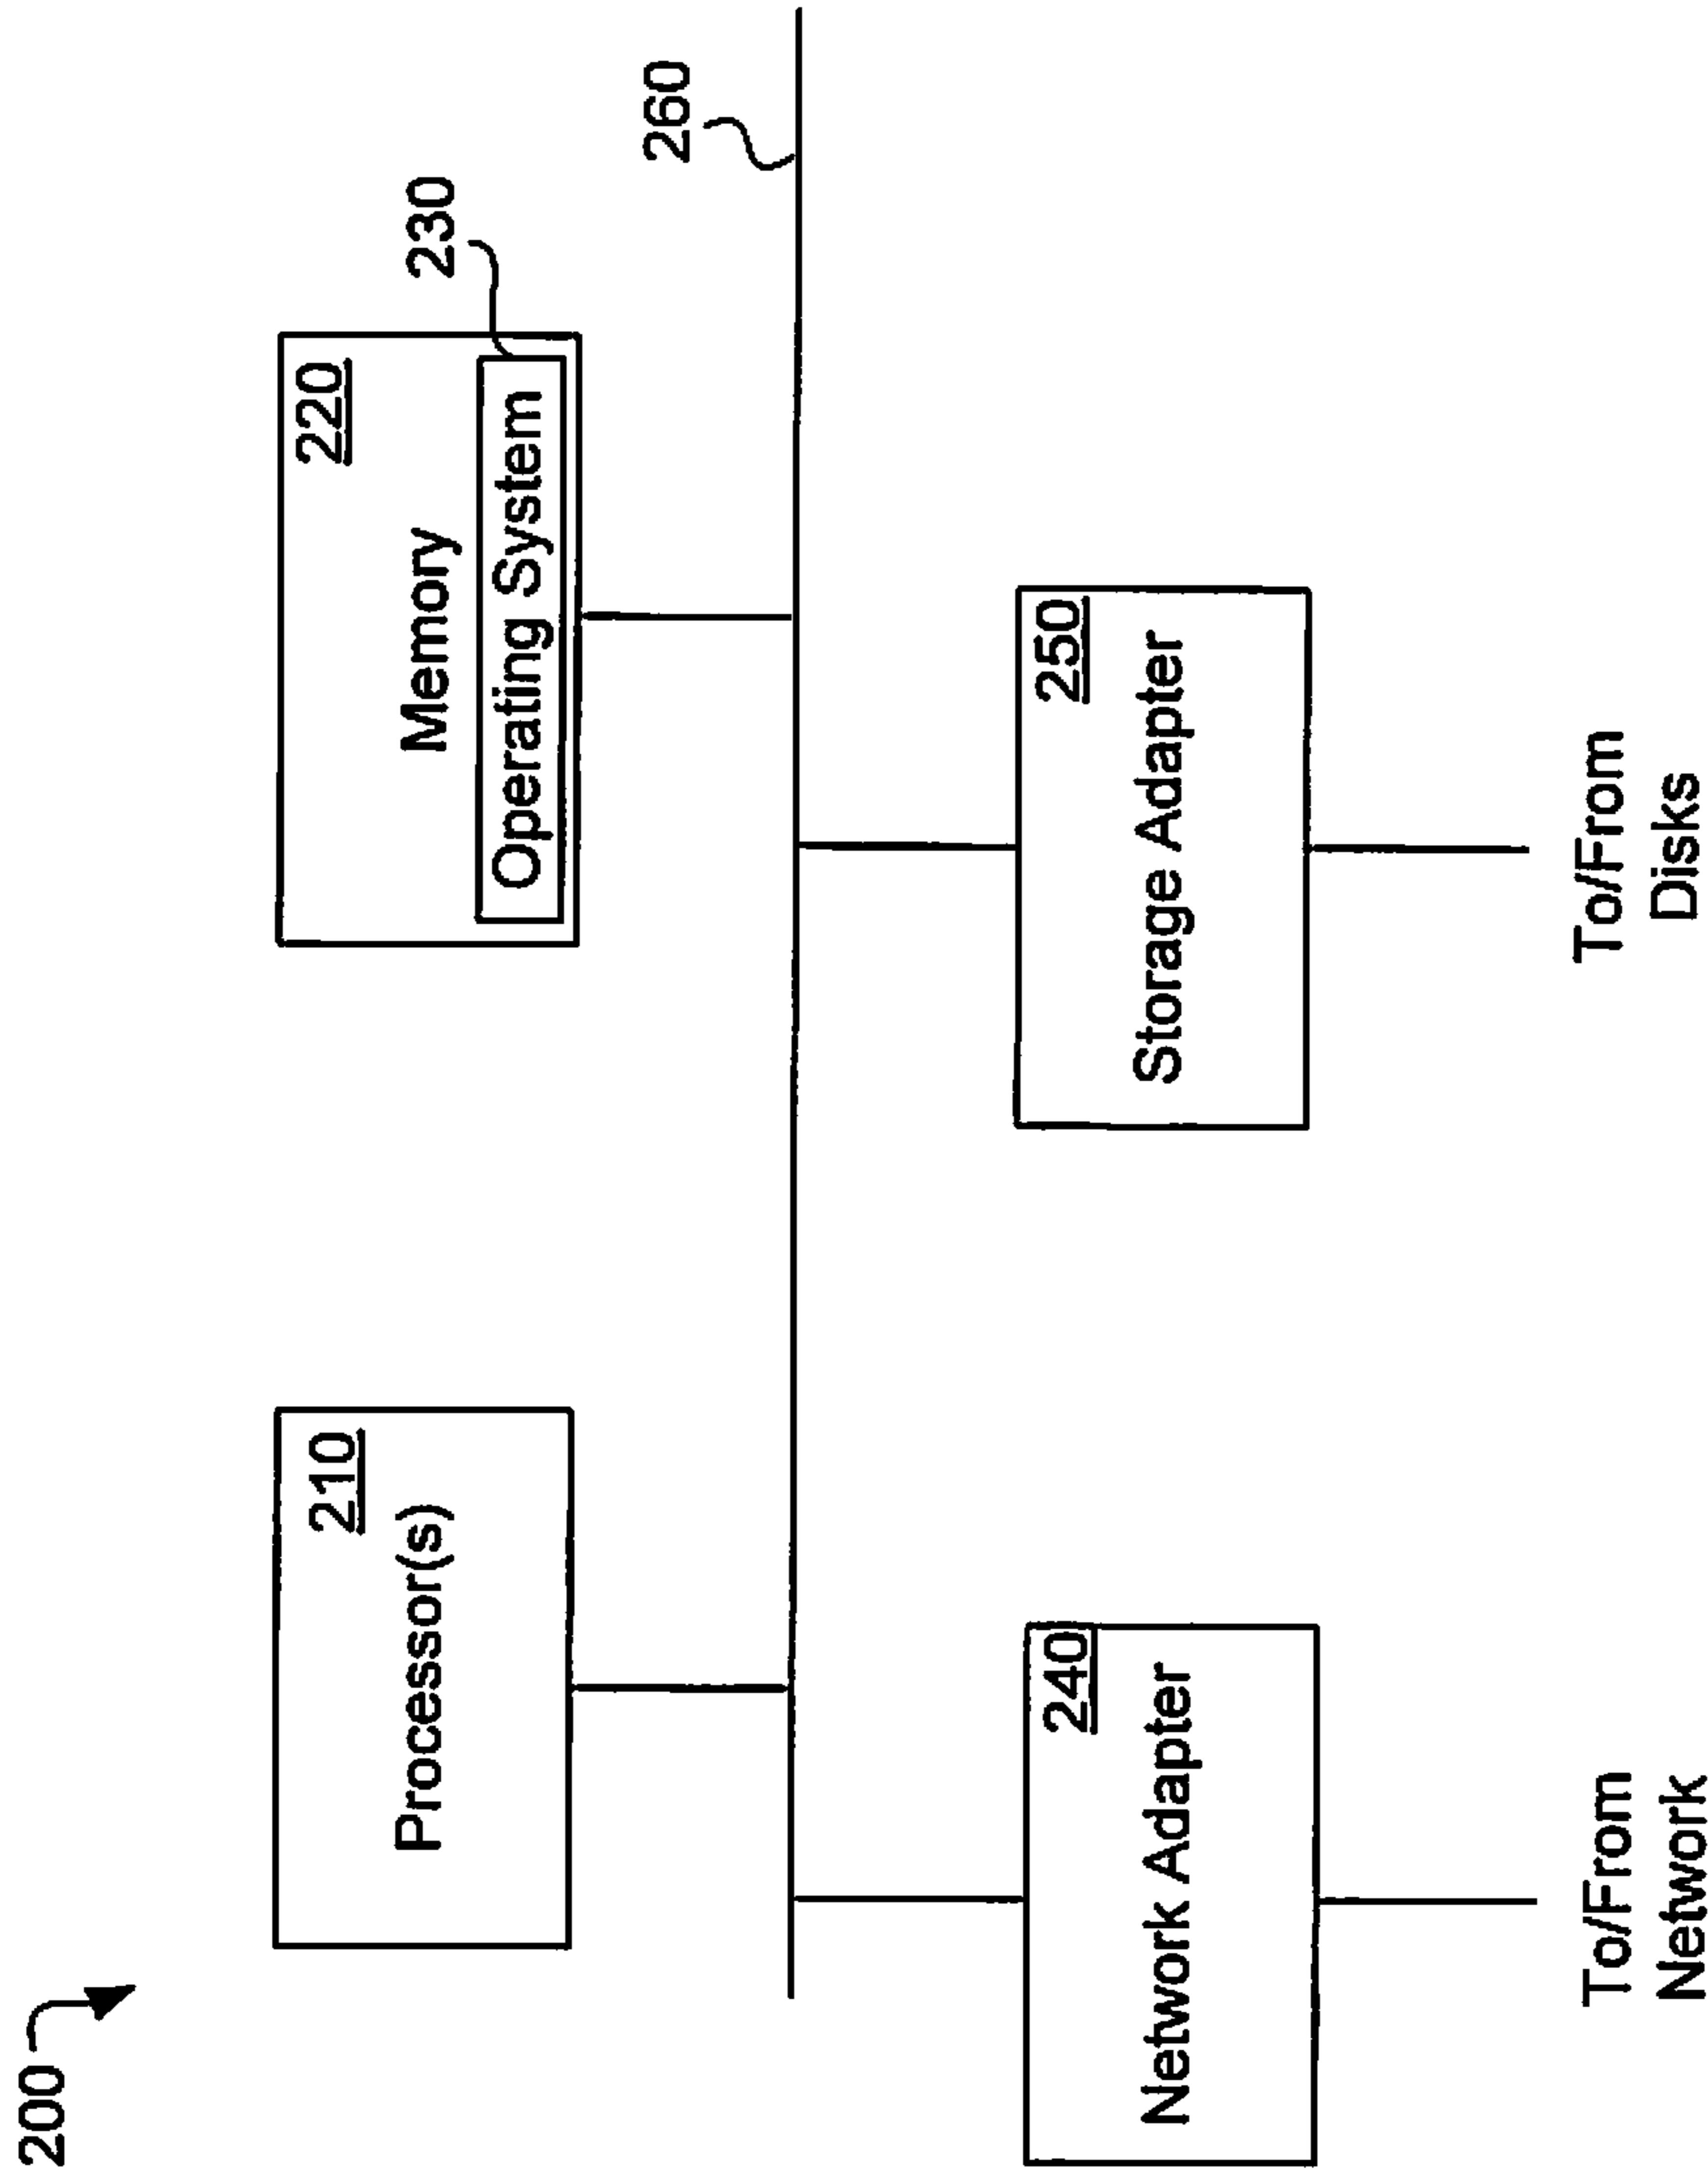 200
210
Processor(s)
220
Memory
Operating System
230
260
240
Network Adapter
250
Storage Adapter
To/From
Network
To/From
Disks